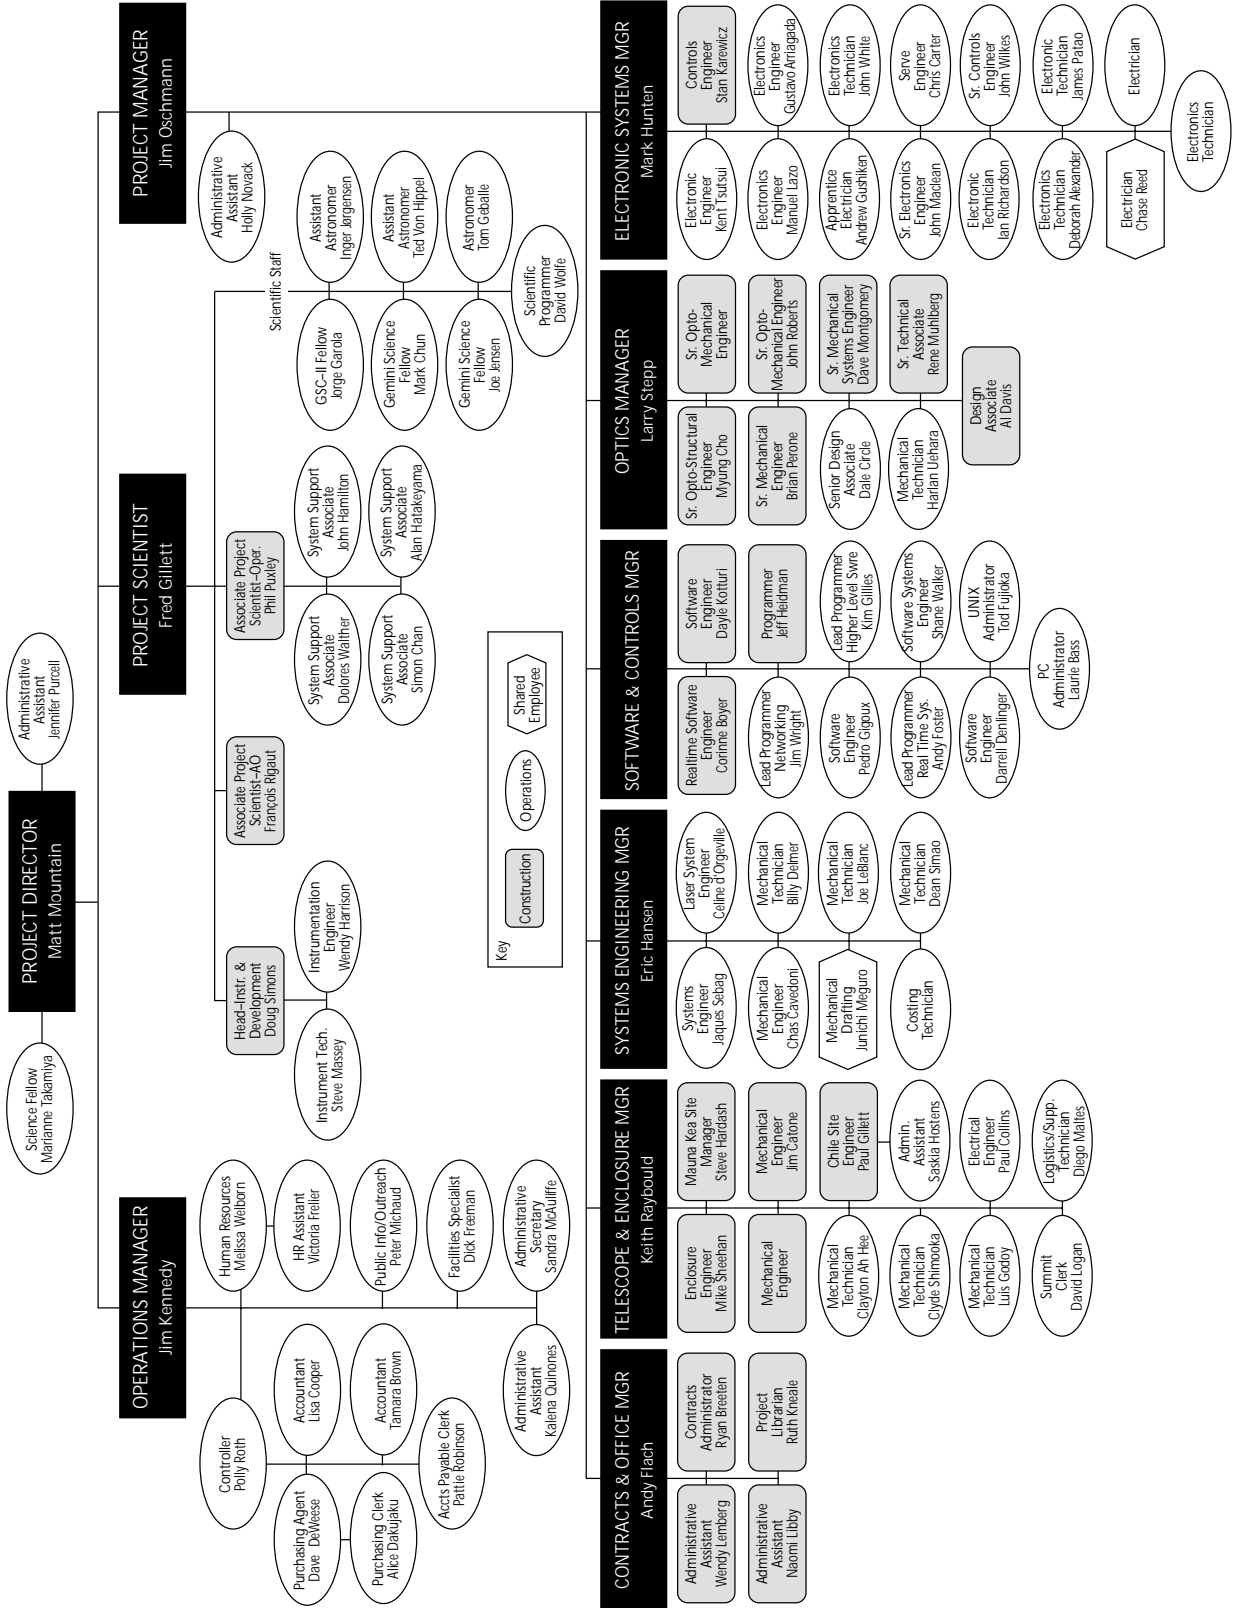 PROJECT DIRECTOR
Matt Mountain
Science Fellow
Marianne Takamiya
Administrative
Assistant
Jennifer Purcell
OPERATIONS MANAGER
Jim Kennedy
Human Resources
Melissa Welborn
HR Assistant
Victoria Frelier
Public Info/Outreach
Peter Michaud
Facilities Specialist
Dick Freeman
Administrative
Secretary
Sandra McAuliffe
Administrative
Assistant
Kalena Quinones
Controller
Polly Roth
Purchasing Agent
Dave DeWeese
Accountant
Lisa Cooper
Purchasing Clerk
Alice Dakujaku
Accountant
Tamara Brown
Accts Payable Clerk
Pattie Robinson
PROJECT SCIENTIST
Fred Gillett
Head–Instr. &
Development
Doug Simons
Instrument Tech.
Steve Massey
Instrumentation
Engineer
Wendy Harrison
Associate Project
Scientist–AO
François Rigaut
Associate Project
Scientist–Oper.
Phil Puxley
System Support
Associate
Dolores Walther
System Support
Associate
John Hamilton
System Support
Associate
Simon Chan
System Support
Associate
Alan Hatakeyama
Scientific Staff
GSC–II Fellow
Jorge Garola
Assistant
Astronomer
Inger Jørgensen
Gemini Science
Fellow
Mark Chun
Assistant
Astronomer
Ted Von Hippel
Gemini Science
Fellow
Joe Jensen
Astronomer
Tom Geballe
Scientific
Programmer
David Wolfe
PROJECT MANAGER
Jim Oschmann
Administrative
Assistant
Holly Novack
Key
Construction
Operations
Shared
Employee
CONTRACTS & OFFICE MGR
Andy Flach
Administrative
Assistant
Wendy Lemberg
Contracts
Administrator
Ryan Breeten
Administrative
Assistant
Naomi Libby
Project
Librarian
Ruth Kneale
TELESCOPE & ENCLOSURE MGR
Keith Raybould
Enclosure
Engineer
Mike Sheehan
Mauna Kea Site
Manager
Steve Hardash
Mechanical
Engineer
Mechanical
Engineer
Jim Catone
Mechanical
Technician
Clayton Ah Hee
Chile Site
Engineer
Paul Gillett
Mechanical
Technician
Clyde Shimooka
Admin.
Assistant
Saskia Hostens
Mechanical
Technician
Luis Godoy
Electrical
Engineer
Paul Collins
Summit
Clerk
David Logan
Logistics/Supp.
Technician
Diego Maltes
SYSTEMS ENGINEERING MGR
Eric Hansen
Systems
Engineer
Jaques Sebag
Laser System
Engineer
Celine d'Orgeville
Mechanical
Engineer
Chas Cavedoni
Mechanical
Technician
Billy Delmer
Mechanical
Drafting
Junichi Meguro
Mechanical
Technician
Joe LeBlanc
Costing
Technician
Mechanical
Technician
Dean Simao
SOFTWARE & CONTROLS MGR
Realtime Software
Engineer
Corinne Boyer
Software
Engineer
Dayle Kotturi
Lead Programmer
Networking
Jim Wright
Programmer
Jeff Heidman
Software
Engineer
Pedro Gigoux
Lead Programmer
Higher Level Swre
Kim Gillies
Lead Programmer
Real Time Sys.
Andy Foster
Software Systems
Engineer
Shane Walker
Software
Engineer
Darrell Denlinger
UNIX
Administrator
Tod Fujioka
PC
Administrator
Laurie Bass
OPTICS MANAGER
Larry Stepp
Sr. Opto-Structural
Engineer
Myung Cho
Sr. Opto-
Mechanical
Engineer
Sr. Mechanical
Engineer
Brian Perone
Sr. Opto-
Mechanical Engineer
John Roberts
Senior Design
Associate
Dale Circle
Sr. Mechanical
Systems Engineer
Dave Montgomery
Mechanical
Technician
Harlan Uehara
Sr. Technical
Associate
Rene Muhlberg
Design
Associate
Al Davis
ELECTRONIC SYSTEMS MGR
Mark Hunten
Electronic
Engineer
Kent Tsutsui
Controls
Engineer
Stan Karewicz
Electronics
Engineer
Manuel Lazo
Electronics
Engineer
Gustavo Arriagada
Apprentice
Electrician
Andrew Gushiken
Electronics
Technician
John White
Sr. Electronics
Engineer
John Maclean
Serve
Engineer
Chris Carter
Electronic
Technician
Ian Richardson
Sr. Controls
Engineer
John Wilkes
Electronics
Technician
Deborah Alexander
Electronic
Technician
James Patao
Electrician
Chase Reed
Electrician
Electronics
Technician